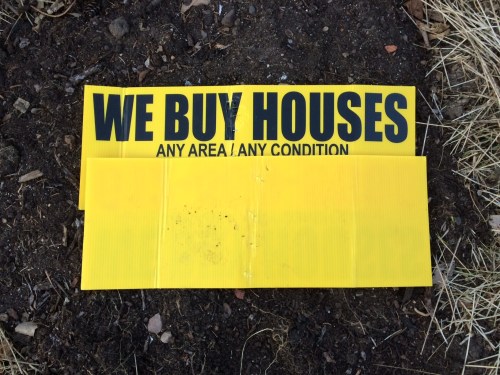 WE BUY HOUSES
ANY AREA / ANY CONDITION